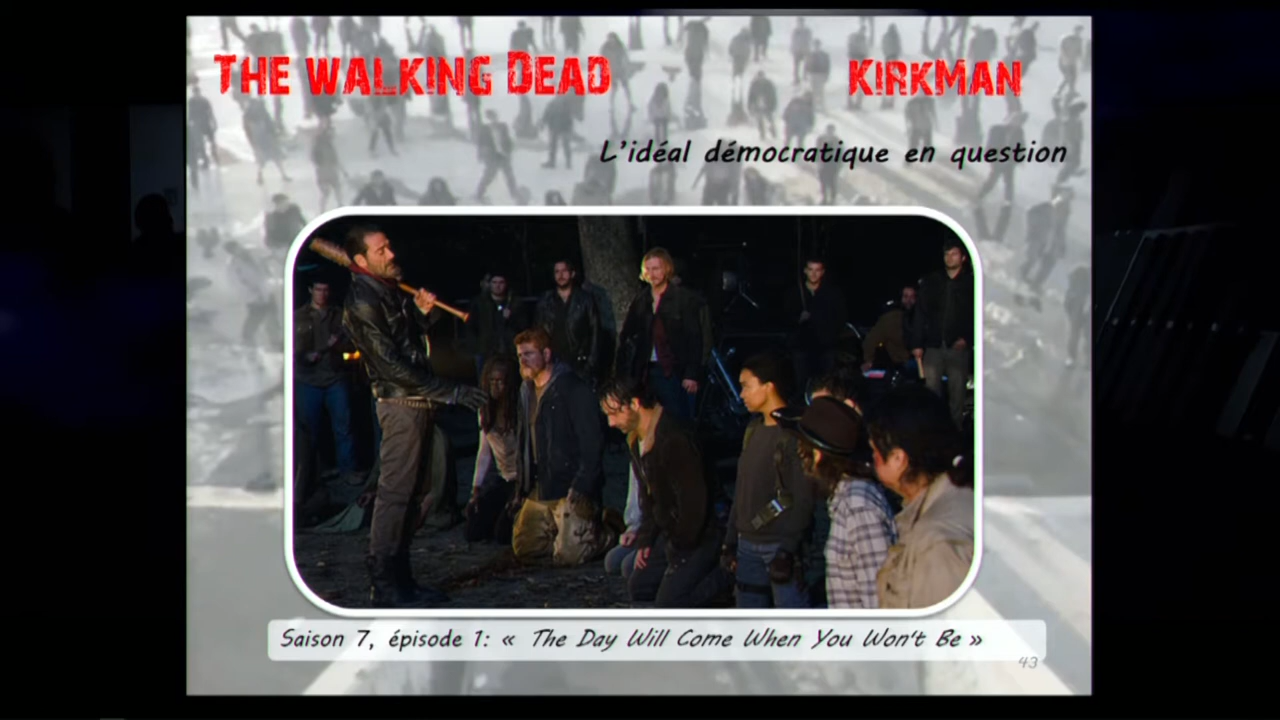 The Walking Dead
Kirkman
L'idéal démocratique en question
Saison 7, épisode 1: « The Day Will Come When You Won't Be »
43